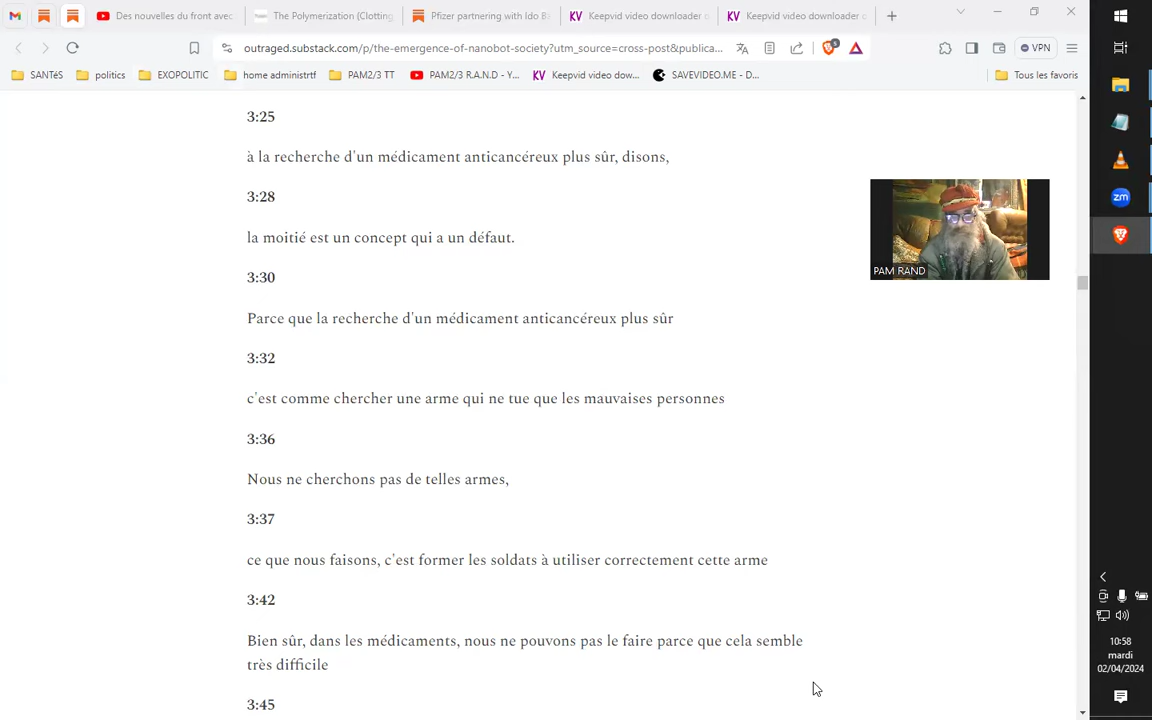 Des nouvelles du front avec
The Polymerization (Clotting
Pfizer partnering with Ido Ba
KV Keepvid video downloader o
KV Keepvid video downloader o
outraged.substack.com/p/the-emergence-of-nanobot-society?utm_source=cross-post&publica...
VPN
SANTéS
politics
EXOPOLITIC
home administrtf
PAM2/3 TT
PAM2/3 R.A.N.D - Y...
KV Keepvid video dow...
SAVEVIDEO.ME - D...
Tous les favoris
3:25
à la recherche d'un médicament anticancéreux plus sûr, disons,
3:28
la moitié est un concept qui a un défaut.
3:30
Parce que la recherche d'un médicament anticancéreux plus sûr
3:32
c'est comme chercher une arme qui ne tue que les mauvaises personnes
3:36
Nous ne cherchons pas de telles armes,
3:37
ce que nous faisons, c'est former les soldats à utiliser correctement cette arme
3:42
Bien sûr, dans les médicaments, nous ne pouvons pas le faire parce que cela semble
très difficile
3:45
PAM RAND
zm
10:58
mardi
02/04/2024